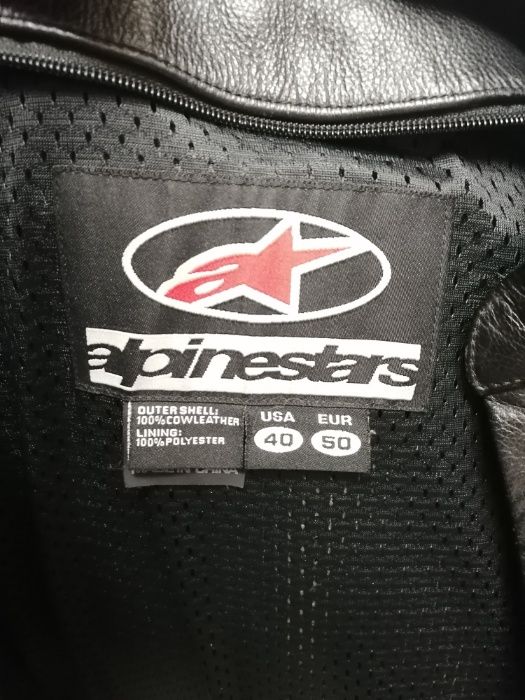 alpinestars
OUTER SHELL:
100%COWLEATHER
LINING:
100%POLYESTER
USA EUR
40 50